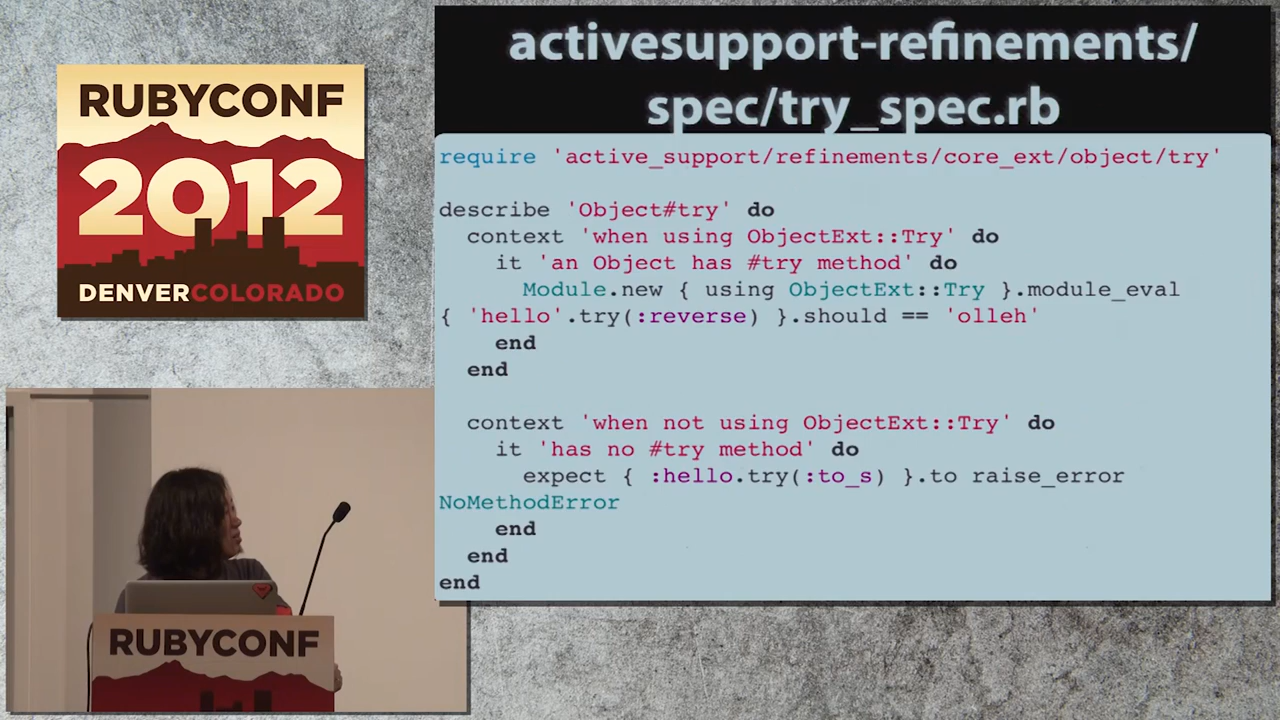 RUBYCONF
2012
DENVERCOLORADO
activesupport-refinements/
spec/try_spec.rb
require 'active_support/refinements/core_ext/object/try'
describe 'Object#try' do
  context 'when using ObjectExt::Try' do
    it 'an Object has #try method' do
      Module.new { using ObjectExt::Try }.module_eval
{ 'hello'.try(:reverse) }.should == 'olleh'
    end
  end
  context 'when not using ObjectExt::Try' do
    it 'has no #try method' do
      expect { :hello.try(:to_s) }.to raise_error
NoMethodError
    end
  end
end
RUBYCONF